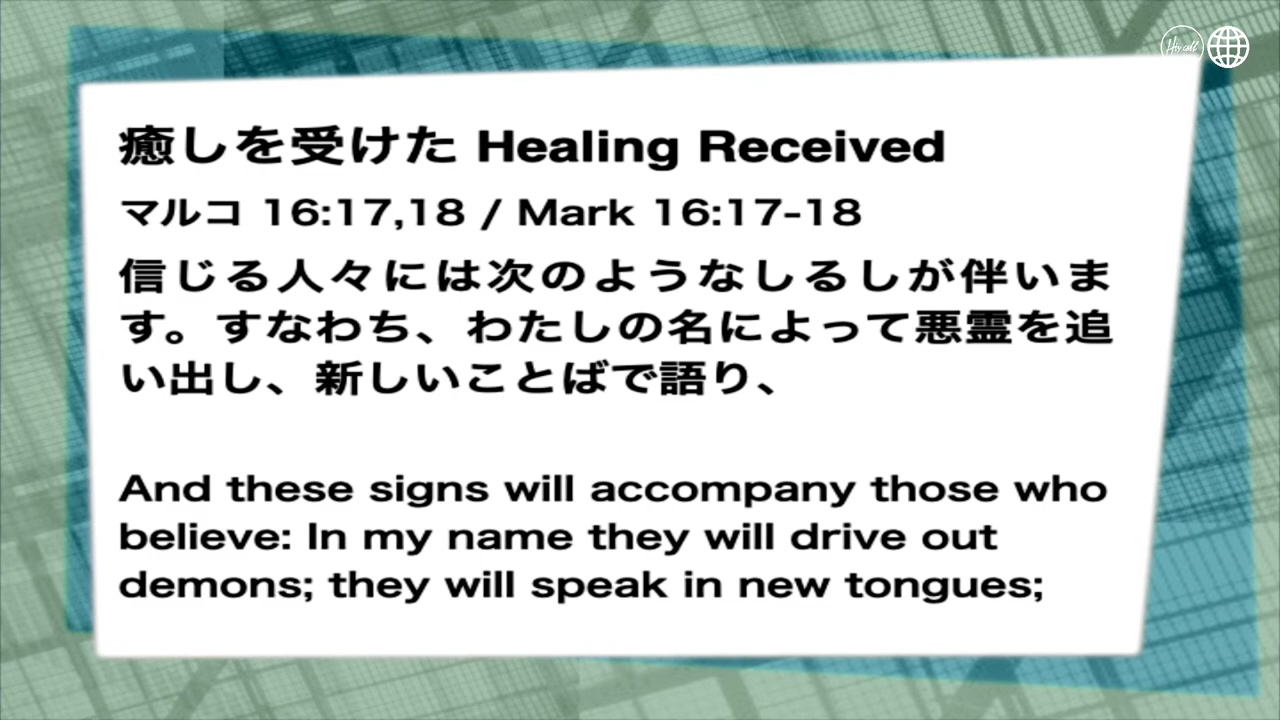 His call
癒しを受けた Healing Received
マルコ 16:17,18 / Mark 16:17-18
信じる人々には次のようなしるしが伴いま
す。すなわち、わたしの名によって悪霊を追
い出し、新しいことばで語り、
And these signs will accompany those who
believe: In my name they will drive out
demons; they will speak in new tongues;